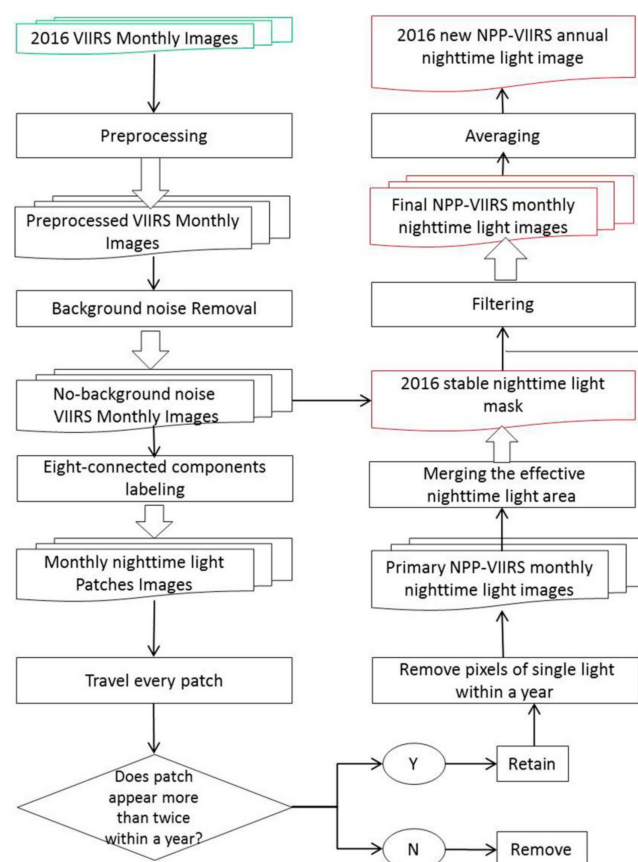 2016 VIIRS Monthly Images
Preprocessing
Preprocessed VIIRS Monthly
Images
Background noise Removal
No-background noise
VIIRS Monthly Images
Eight-connected components
labeling
Monthly nighttime light
Patches Images
Travel every patch
Does patch
appear more
than twice
within a year?
Y
Retain
N
Remove
Remove pixels of single light
within a year
Primary NPP-VIIRS monthly
nighttime light images
Merging the effective
nighttime light area
2016 stable nighttime light
mask
Filtering
Final NPP-VIIRS monthly
nighttime light images
Averaging
2016 new NPP-VIIRS annual
nighttime light image